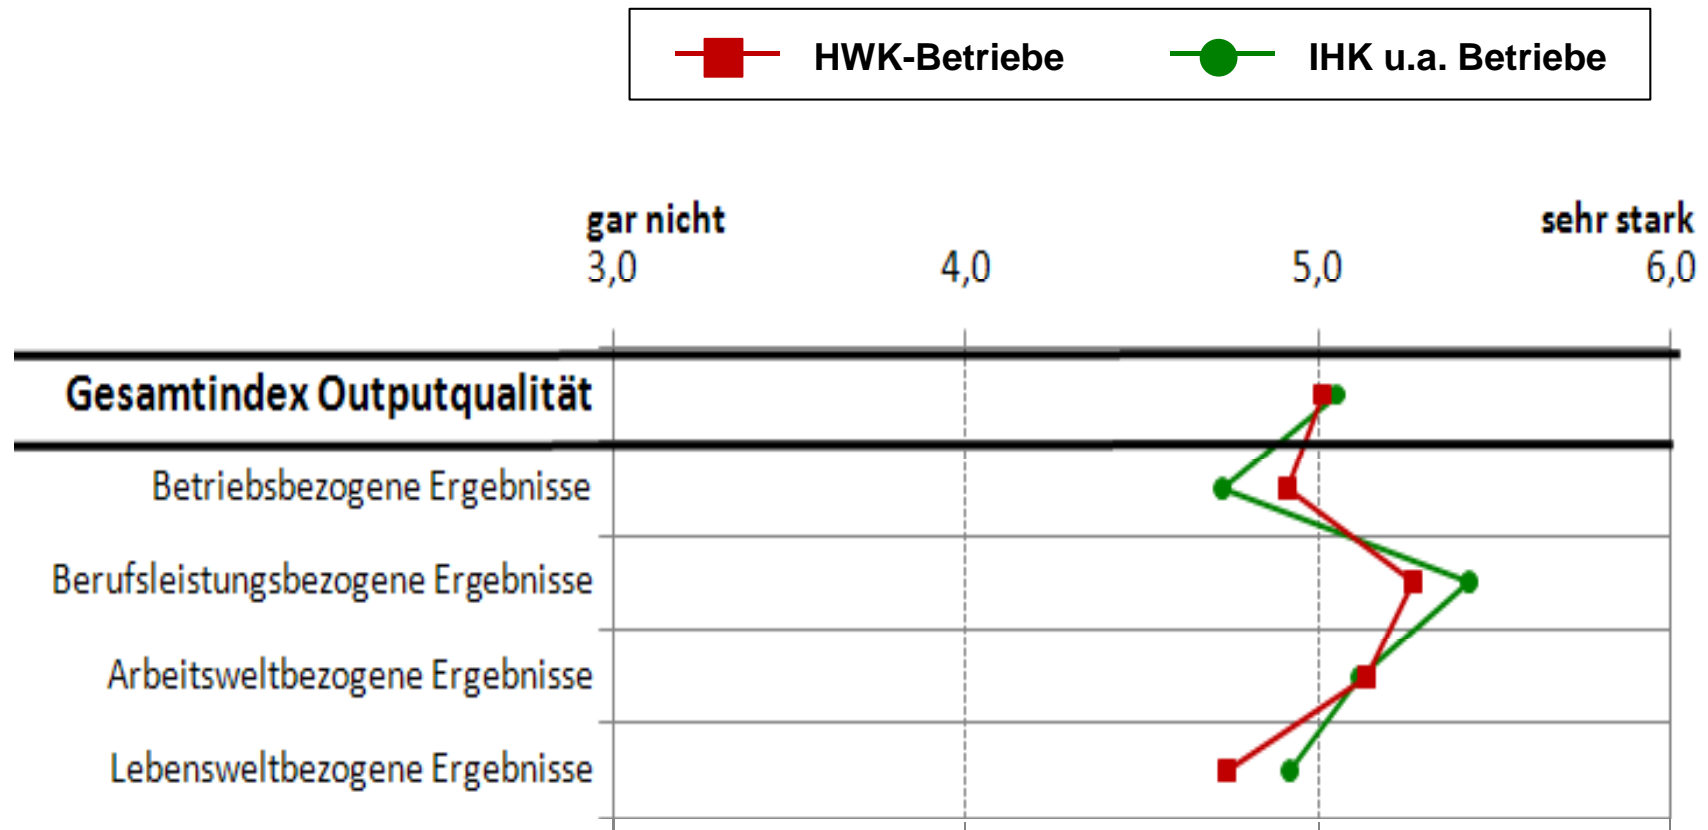 HWK-Betriebe IHK u.a. Betriebe
gar nicht sehr stark
3,0 4,0 5,0 6,0
Gesamtindex Outputqualität
Betriebsbezogene Ergebnisse
Berufsleistungsbezogene Ergebnisse
Arbeitsweltbezogene Ergebnisse
Lebensweltbezogene Ergebnisse